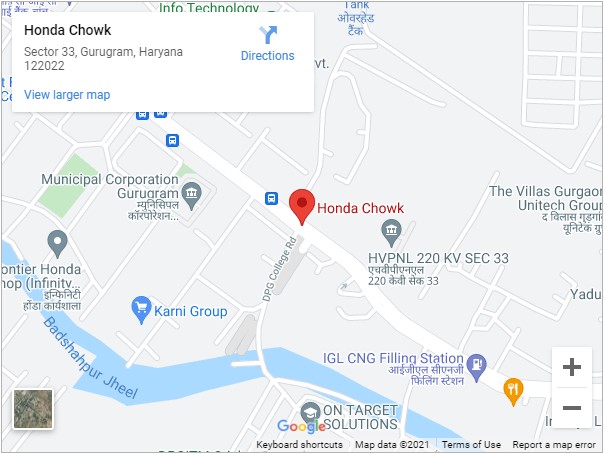 Info Technology
Tank
ओवरहेड
टैंक
Honda Chowk
Sector 33, Gurugram, Haryana
122022
Directions
View larger map
vt.
Municipal Corporation
Gurugram
म्युनिसिपल
कॉरपोरेशन...
Honda Chowk
The Villas Gurgaon
Unitech Group
द विलास गुड़गांव
यूनिटेक ग्रु
HVPNL 220 KV SEC 33
एचवीपीएनएल
220 केवी सेक 33
DPG College Rd
ontier Honda
op (Infinity...
इन्फिनिटी
होंडा कार्यशाला
Karni Group
Yadu
Badshahpur Jheel
IGL CNG Filling Station
आईजीएल सीएनजी
फिलिंग स्टेशन
ON TARGET
SOLUTIONS
Google
Keyboard shortcuts
Map data ©2021
Terms of Use
Report a map error